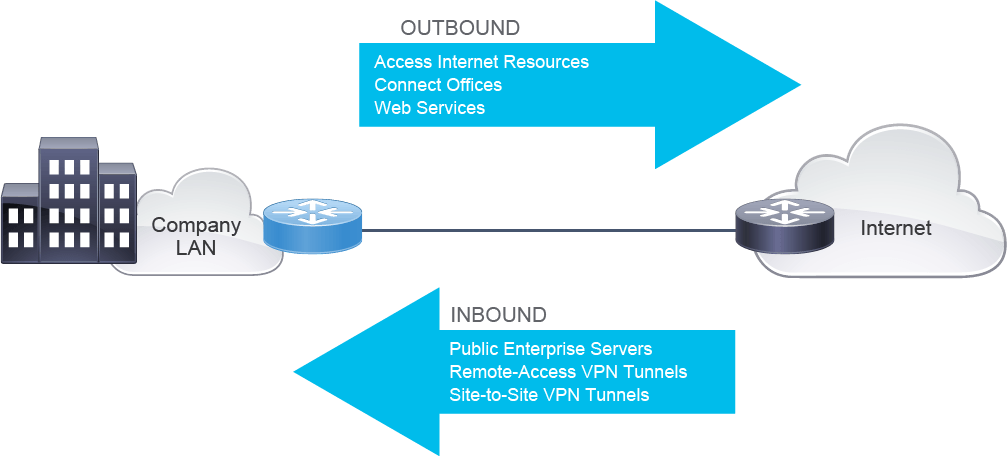 OUTBOUND
Access Internet Resources
Connect Offices
Web Services
Company
LAN
Internet
INBOUND
Public Enterprise Servers
Remote-Access VPN Tunnels
Site-to-Site VPN Tunnels